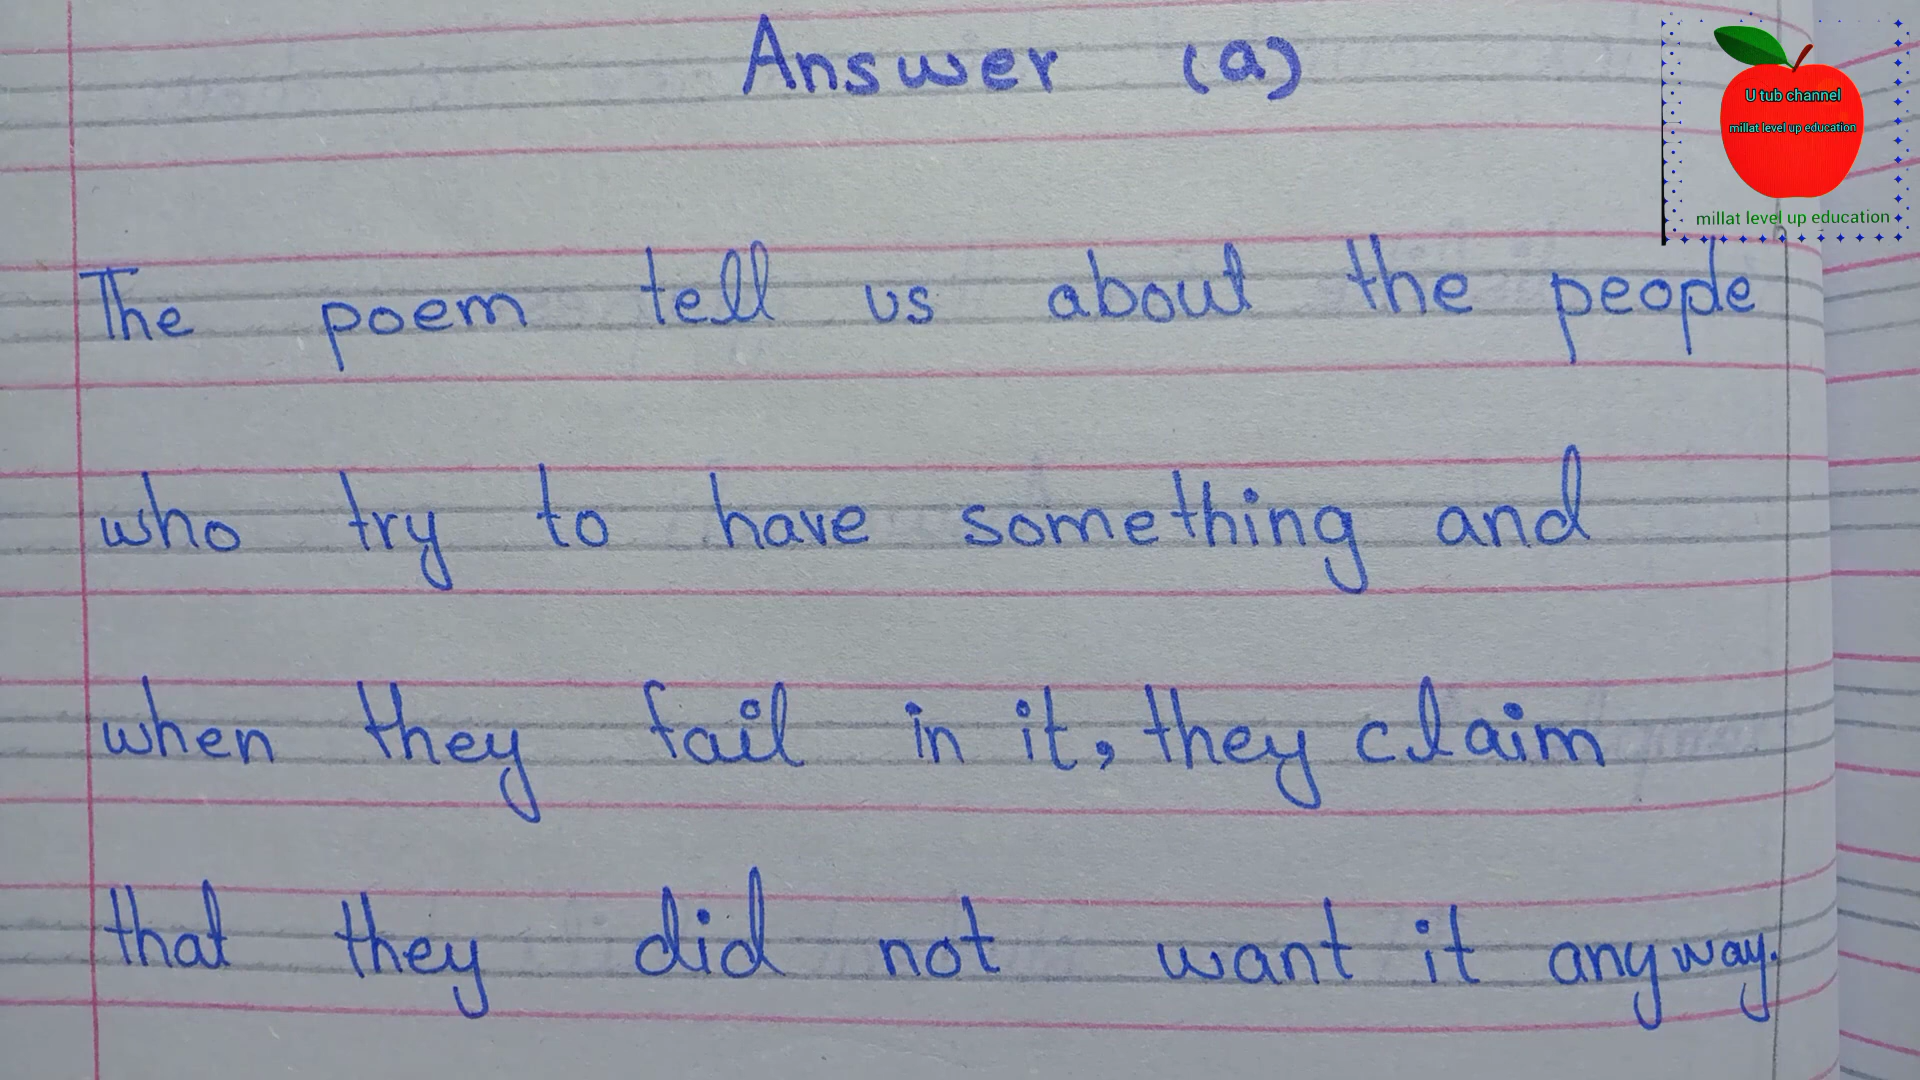 Answer (a)
U tub channel
millat level up education
millat level up education
The poem tell us about the people
who try to have something and
when they fail in it, they claim
that they did not want it anyway.